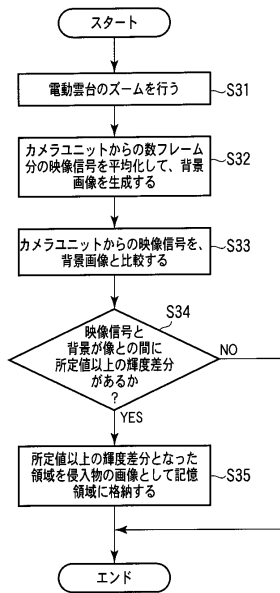 スタート
電動雲台のズームを行う
S31
カメラユニットからの数フレーム
分の映像信号を平均化して、背景
画像を生成する
S32
カメラユニットからの映像信号を、
背景画像と比較する
S33
S34
映像信号と
背景が像との間に
所定値以上の輝度差分
があるか
?
NO
YES
所定値以上の輝度差分となった
領域を侵入物の画像として記憶
領域に格納する
S35
エンド